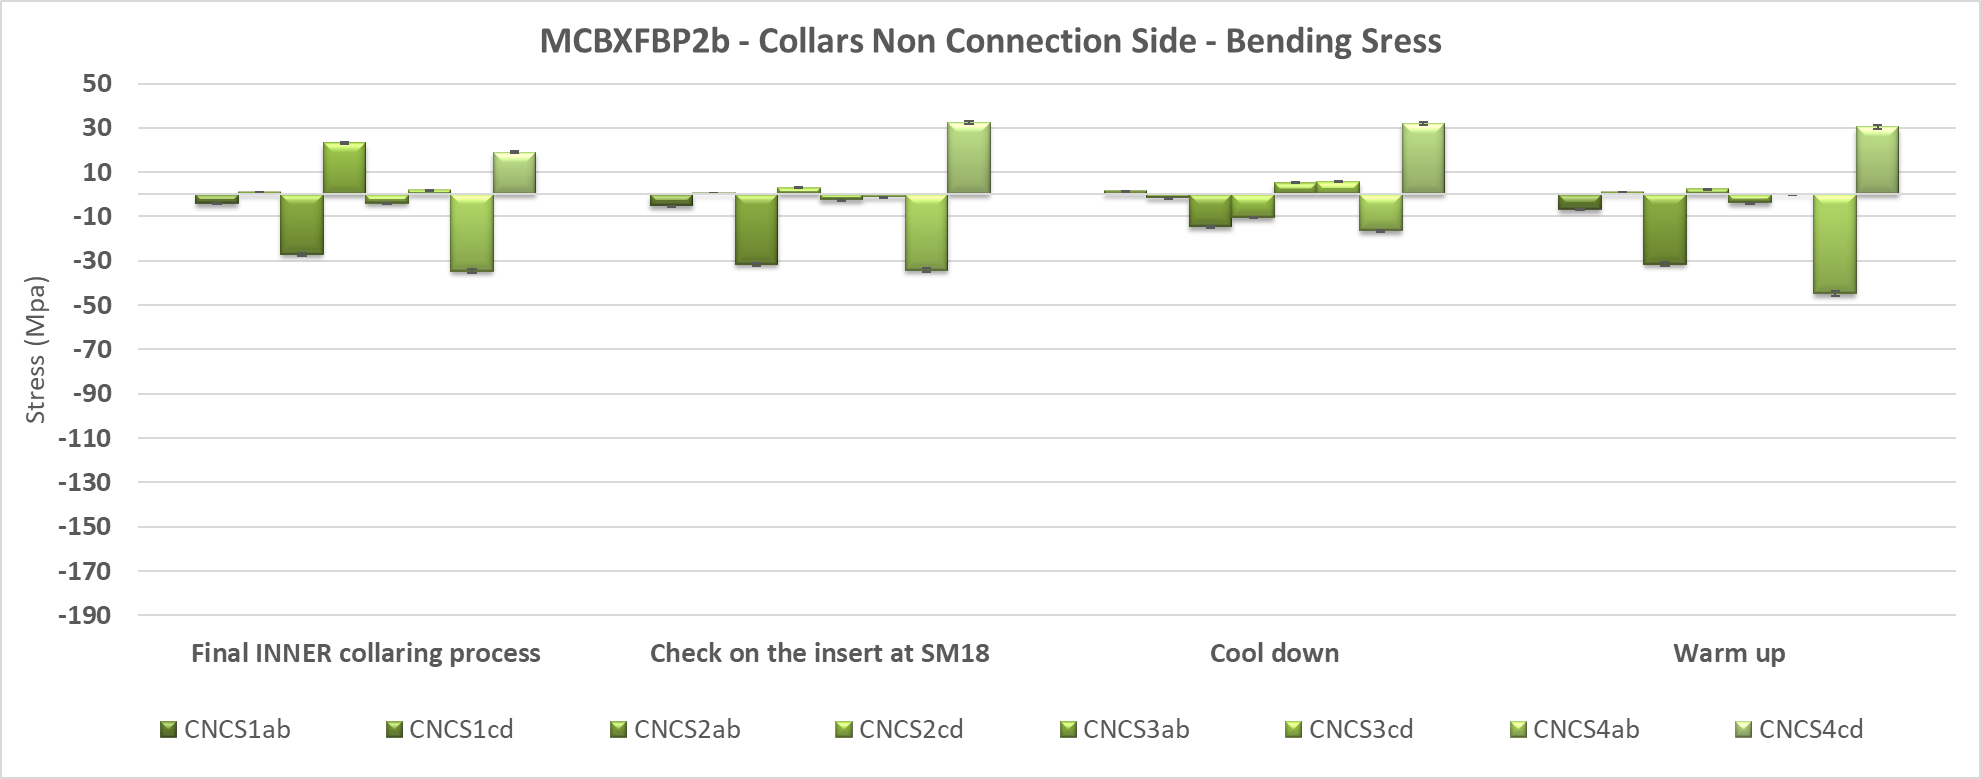 MCBXFBP2b - Collars Non Connection Side - Bending Sress
50
30
10
-10
-30
-50
-70
-90
-110
-130
-150
-170
-190
Stress (Mpa)
Final INNER collaring process
Check on the insert at SM18
Cool down
Warm up
CNCS1ab
CNCS1cd
CNCS2ab
CNCS2cd
CNCS3ab
CNCS3cd
CNCS4ab
CNCS4cd